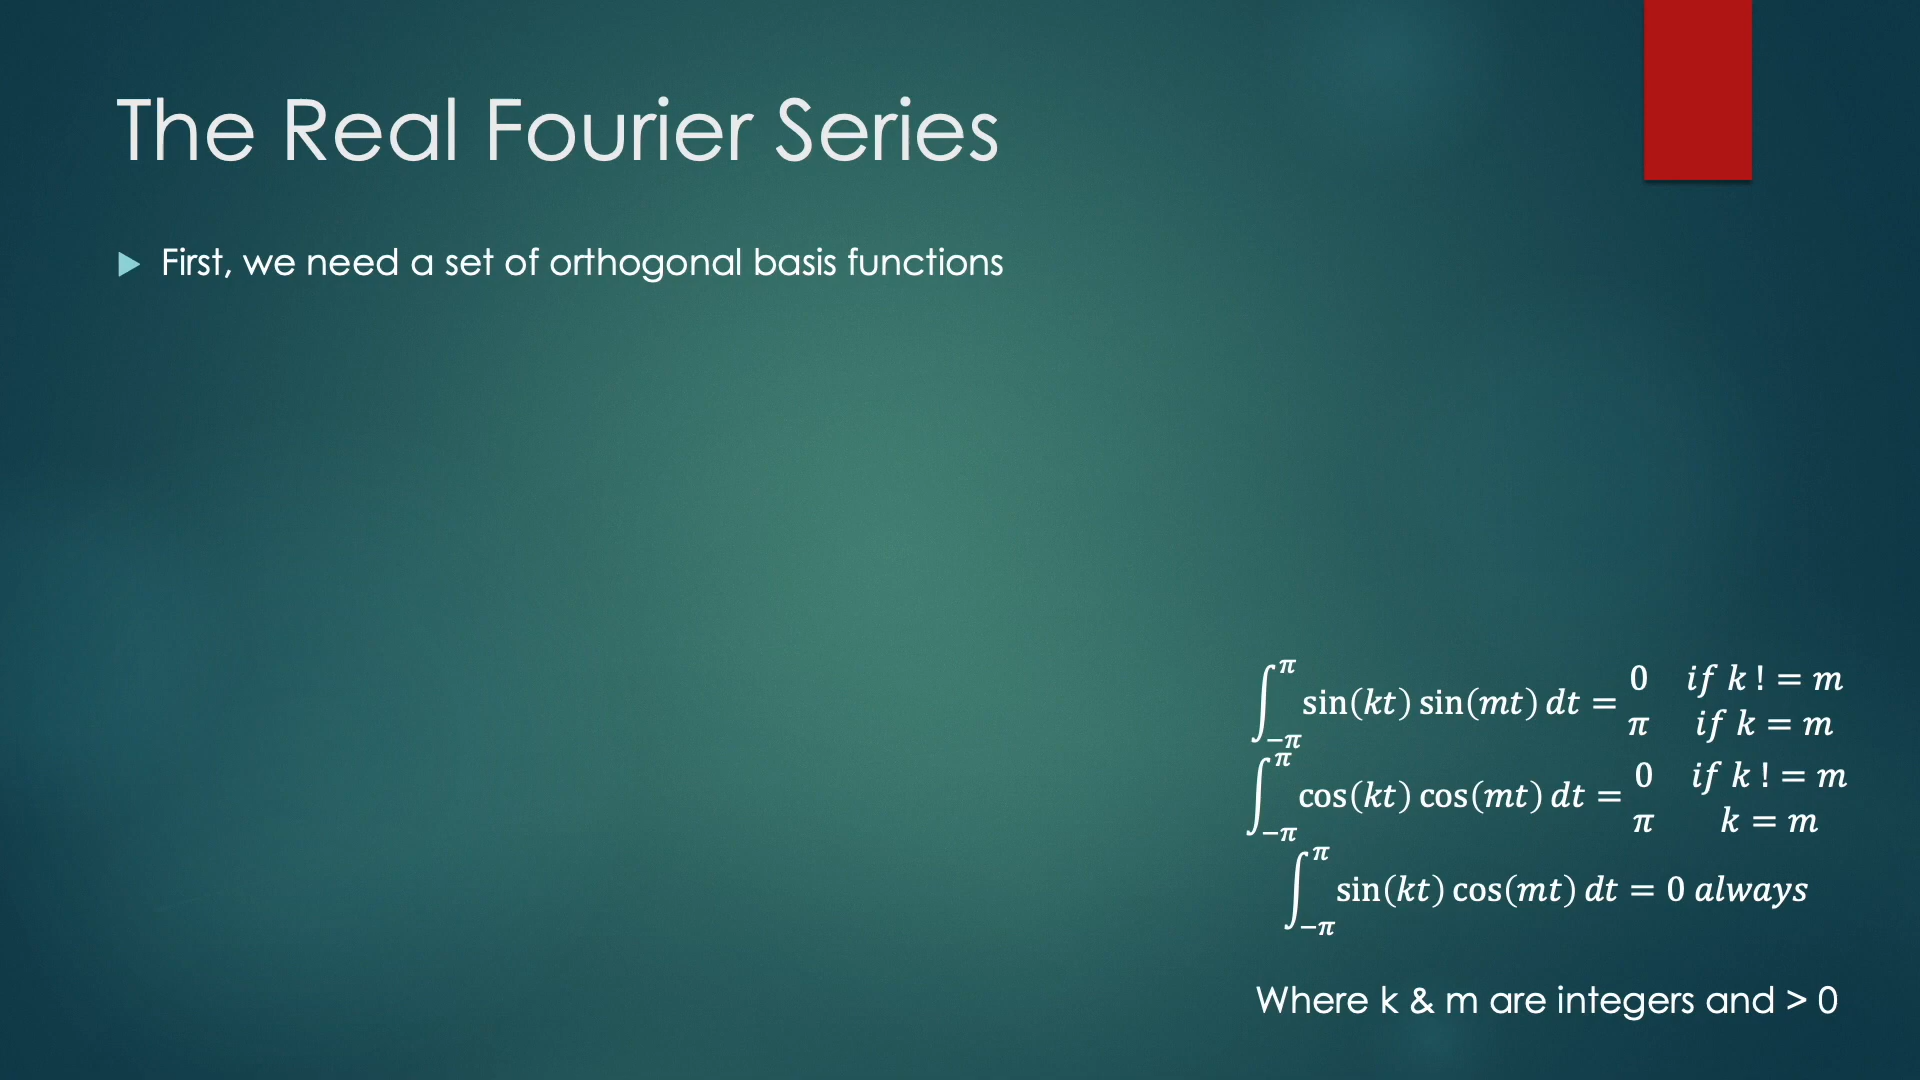 The Real Fourier Series
First, we need a set of orthogonal basis functions
∫_{−π}^{π} sin(kt) sin(mt) dt = 0 if k != m
π if k = m
∫_{−π}^{π} cos(kt) cos(mt) dt = 0 if k != m
π k = m
∫_{−π}^{π} sin(kt) cos(mt) dt = 0 always
Where k & m are integers and > 0